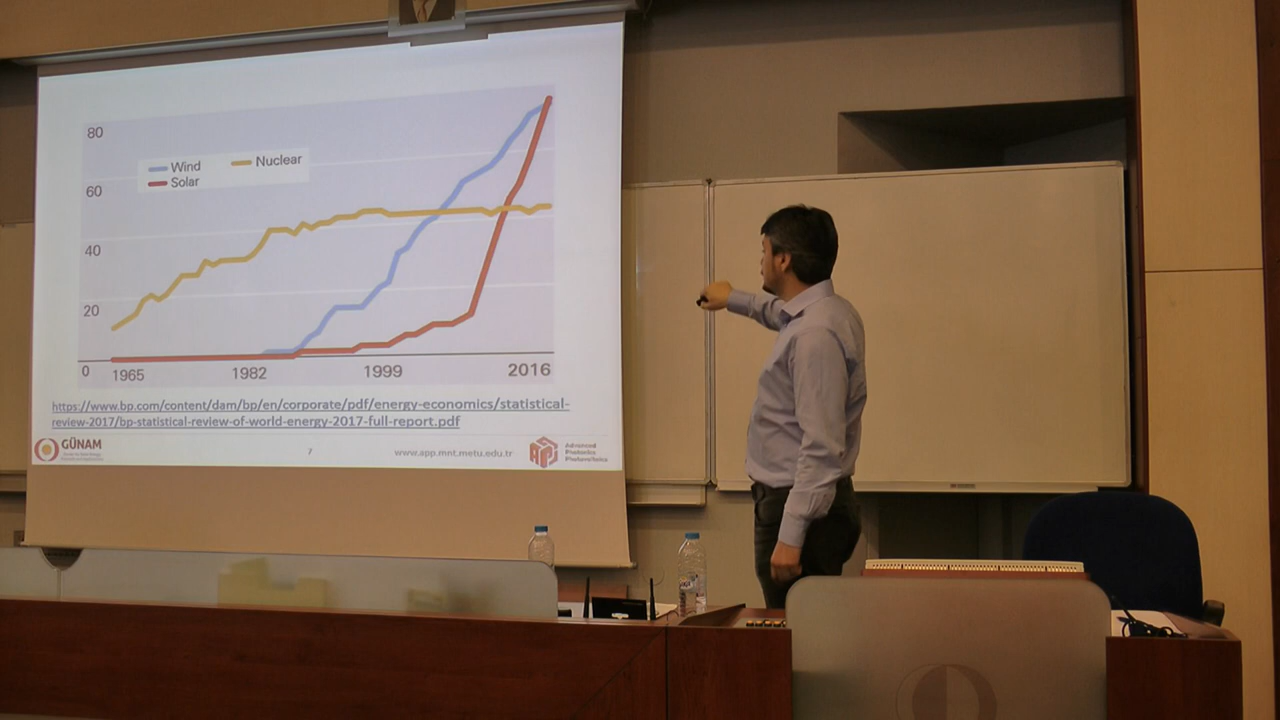 80
Wind
Nuclear
Solar
60
40
20
0
1965
1982
1999
2016
https://www.bp.com/content/dam/bp/en/corporate/pdf/energy-economics/statistical-
review-2017/bp-statistical-review-of-world-energy-2017-full-report.pdf
GÜNAM
7
www.app.mnt.metu.edu.tr
Advanced
Photonics
Photovoltaics